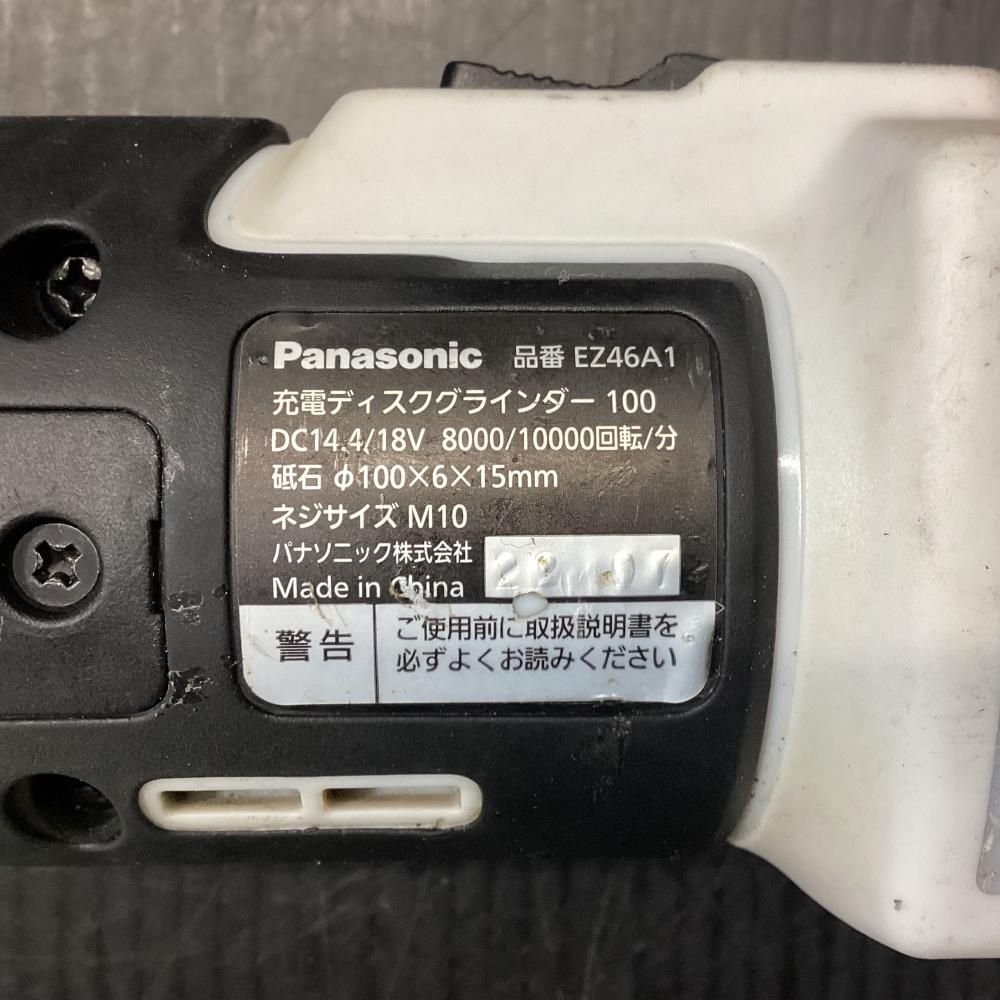 Panasonic 品番 EZ46A1
充電ディスクグラインダー 100
DC14.4/18V 8000/10000回転/分
砥石 φ100×6×15mm
ネジサイズ M10
パナソニック株式会社
Made in China
22 07
警告
ご使用前に取扱説明書を
必ずよくお読みください